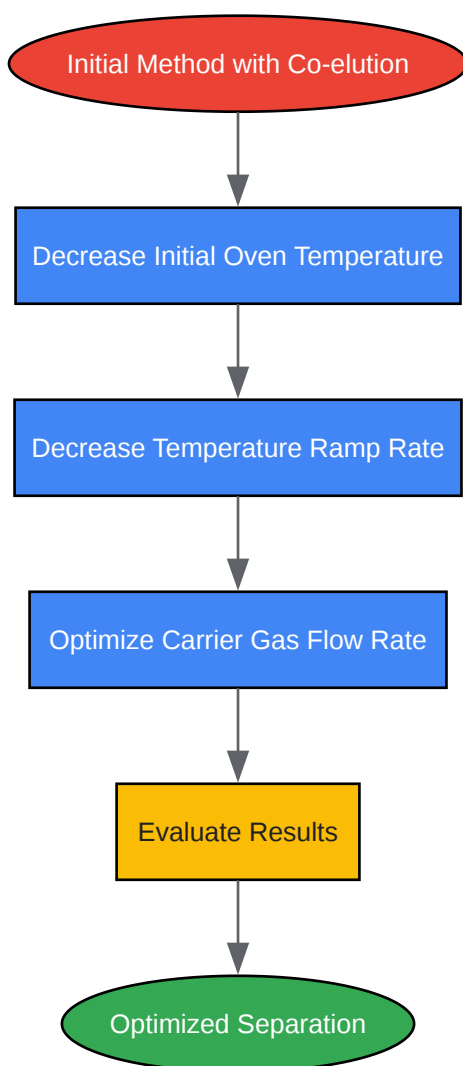 Initial Method with Co-elution
Decrease Initial Oven Temperature
Decrease Temperature Ramp Rate
Optimize Carrier Gas Flow Rate
Evaluate Results
Optimized Separation